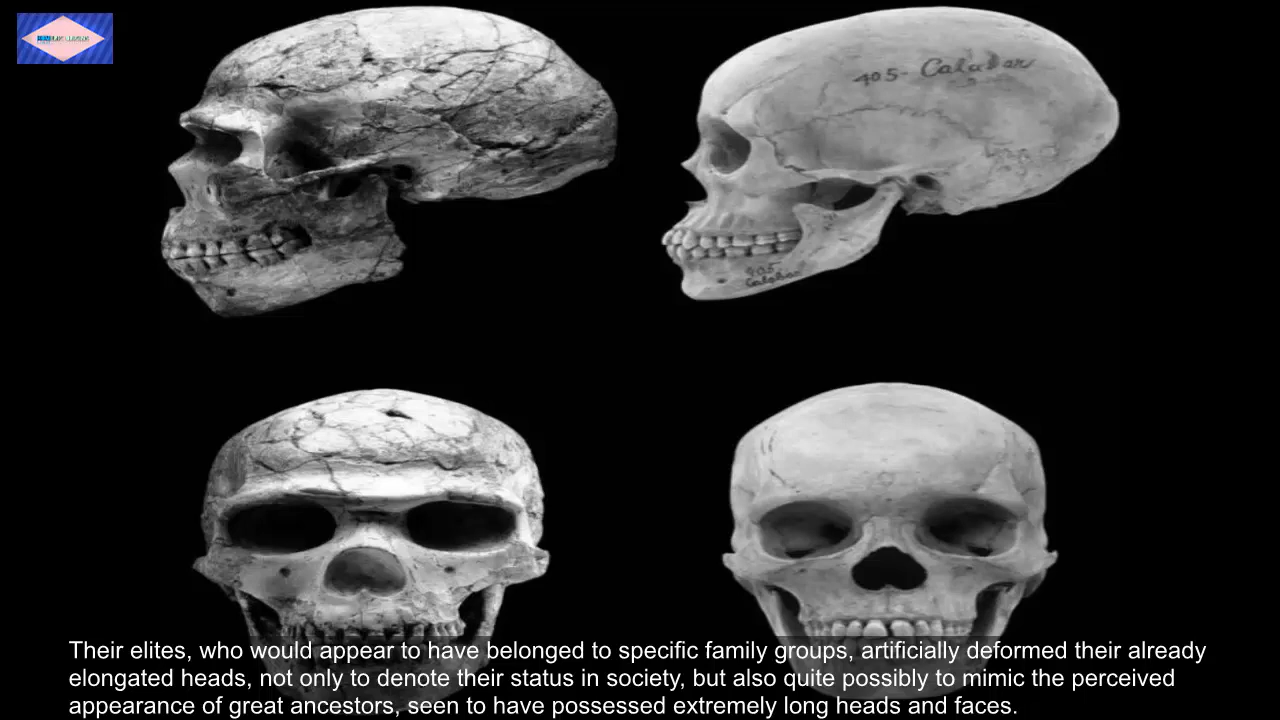 405- Calabar
405
Calabar
Their elites, who would appear to have belonged to specific family groups, artificially deformed their already
elongated heads, not only to denote their status in society, but also quite possibly to mimic the perceived
appearance of great ancestors, seen to have possessed extremely long heads and faces.